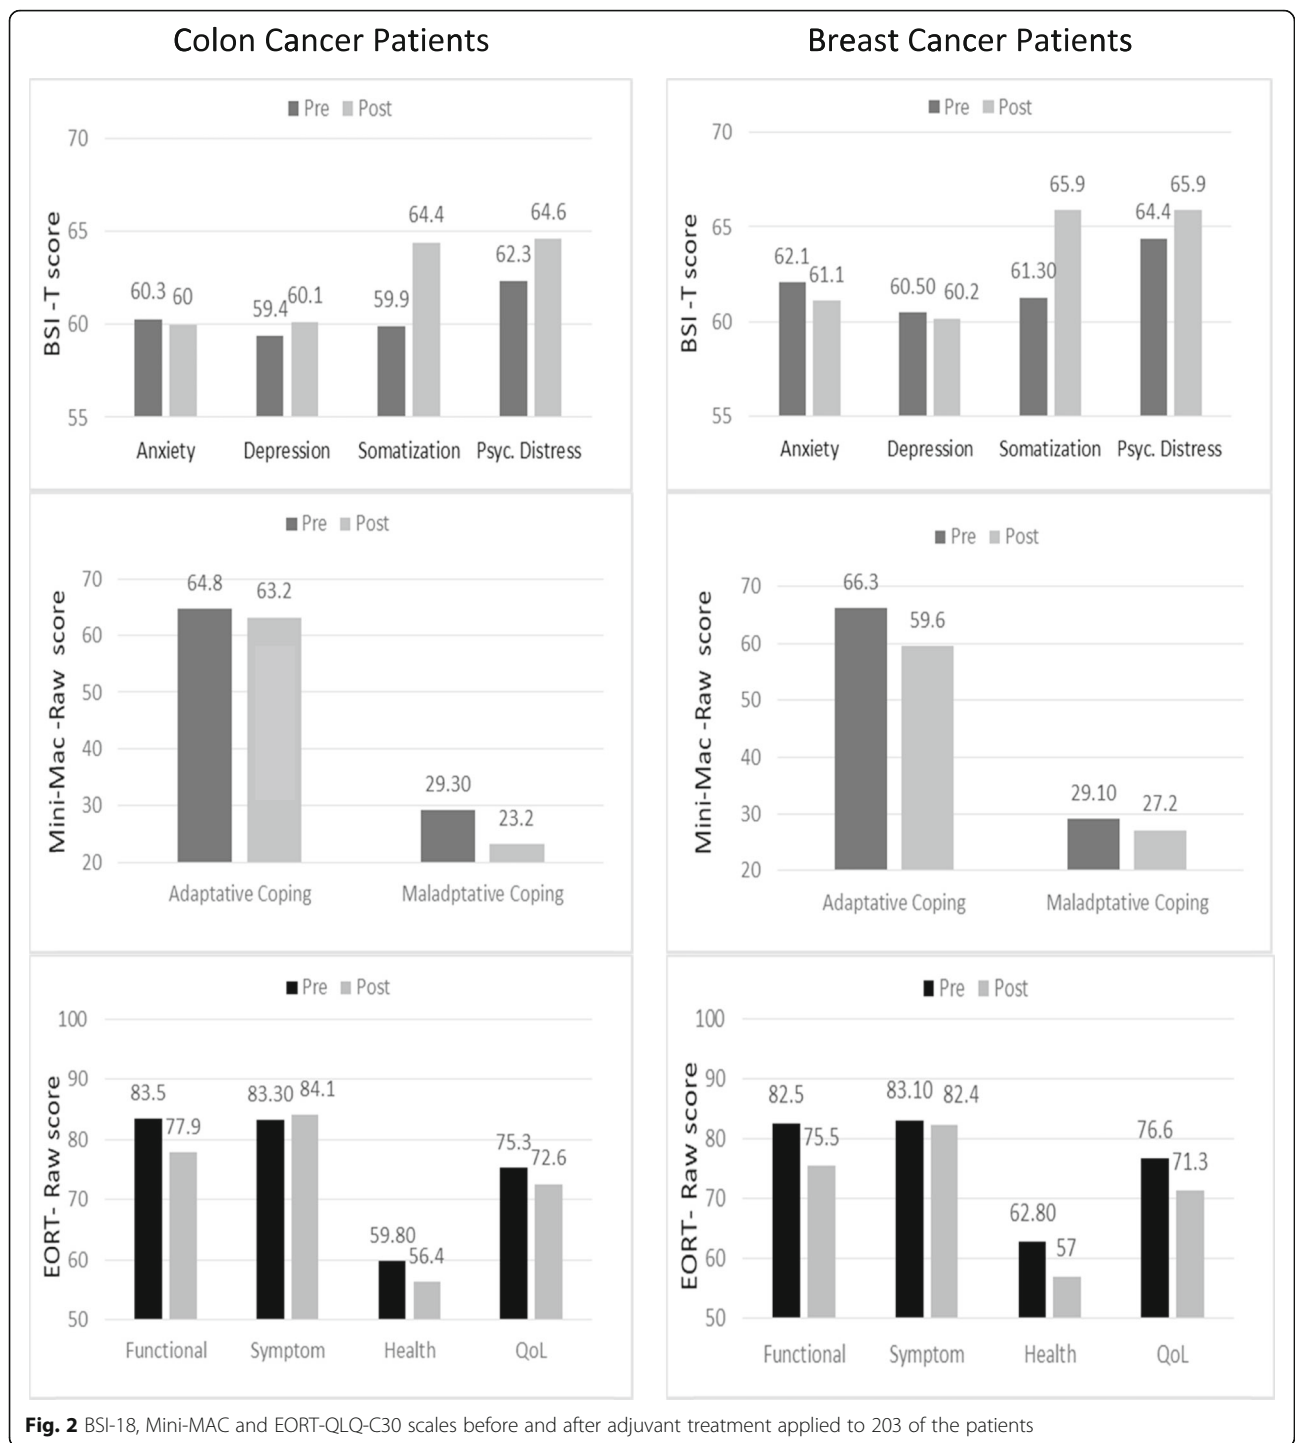 Colon Cancer Patients
Breast Cancer Patients
Pre Post
70
65
60
55
BSI -T score
60.3 60
59.4 60.1
59.9 64.4
62.3 64.6
Anxiety Depression Somatization Psyc. Distress
Pre Post
70
65
60
55
BSI -T score
62.1 61.1
60.50 60.2
61.30 65.9
64.4 65.9
Anxiety Depression Somatization Psyc. Distress
Pre Post
70
60
50
40
30
20
Mini-Mac -Raw score
64.8 63.2
29.30 23.2
Adaptative Coping Maladptative Coping
Pre Post
70
60
50
40
30
20
Mini-Mac -Raw score
66.3 59.6
29.10 27.2
Adaptative Coping Maladptative Coping
Pre Post
100
90
80
70
60
50
EORT- Raw score
83.5 77.9
83.30 84.1
59.80 56.4
75.3 72.6
Functional Symptom Health QoL
Pre Post
100
90
80
70
60
50
EORT- Raw score
82.5 75.5
83.10 82.4
62.80 57
76.6 71.3
Functional Symptom Health QoL
Fig. 2 BSI-18, Mini-MAC and EORT-QLQ-C30 scales before and after adjuvant treatment applied to 203 of the patients